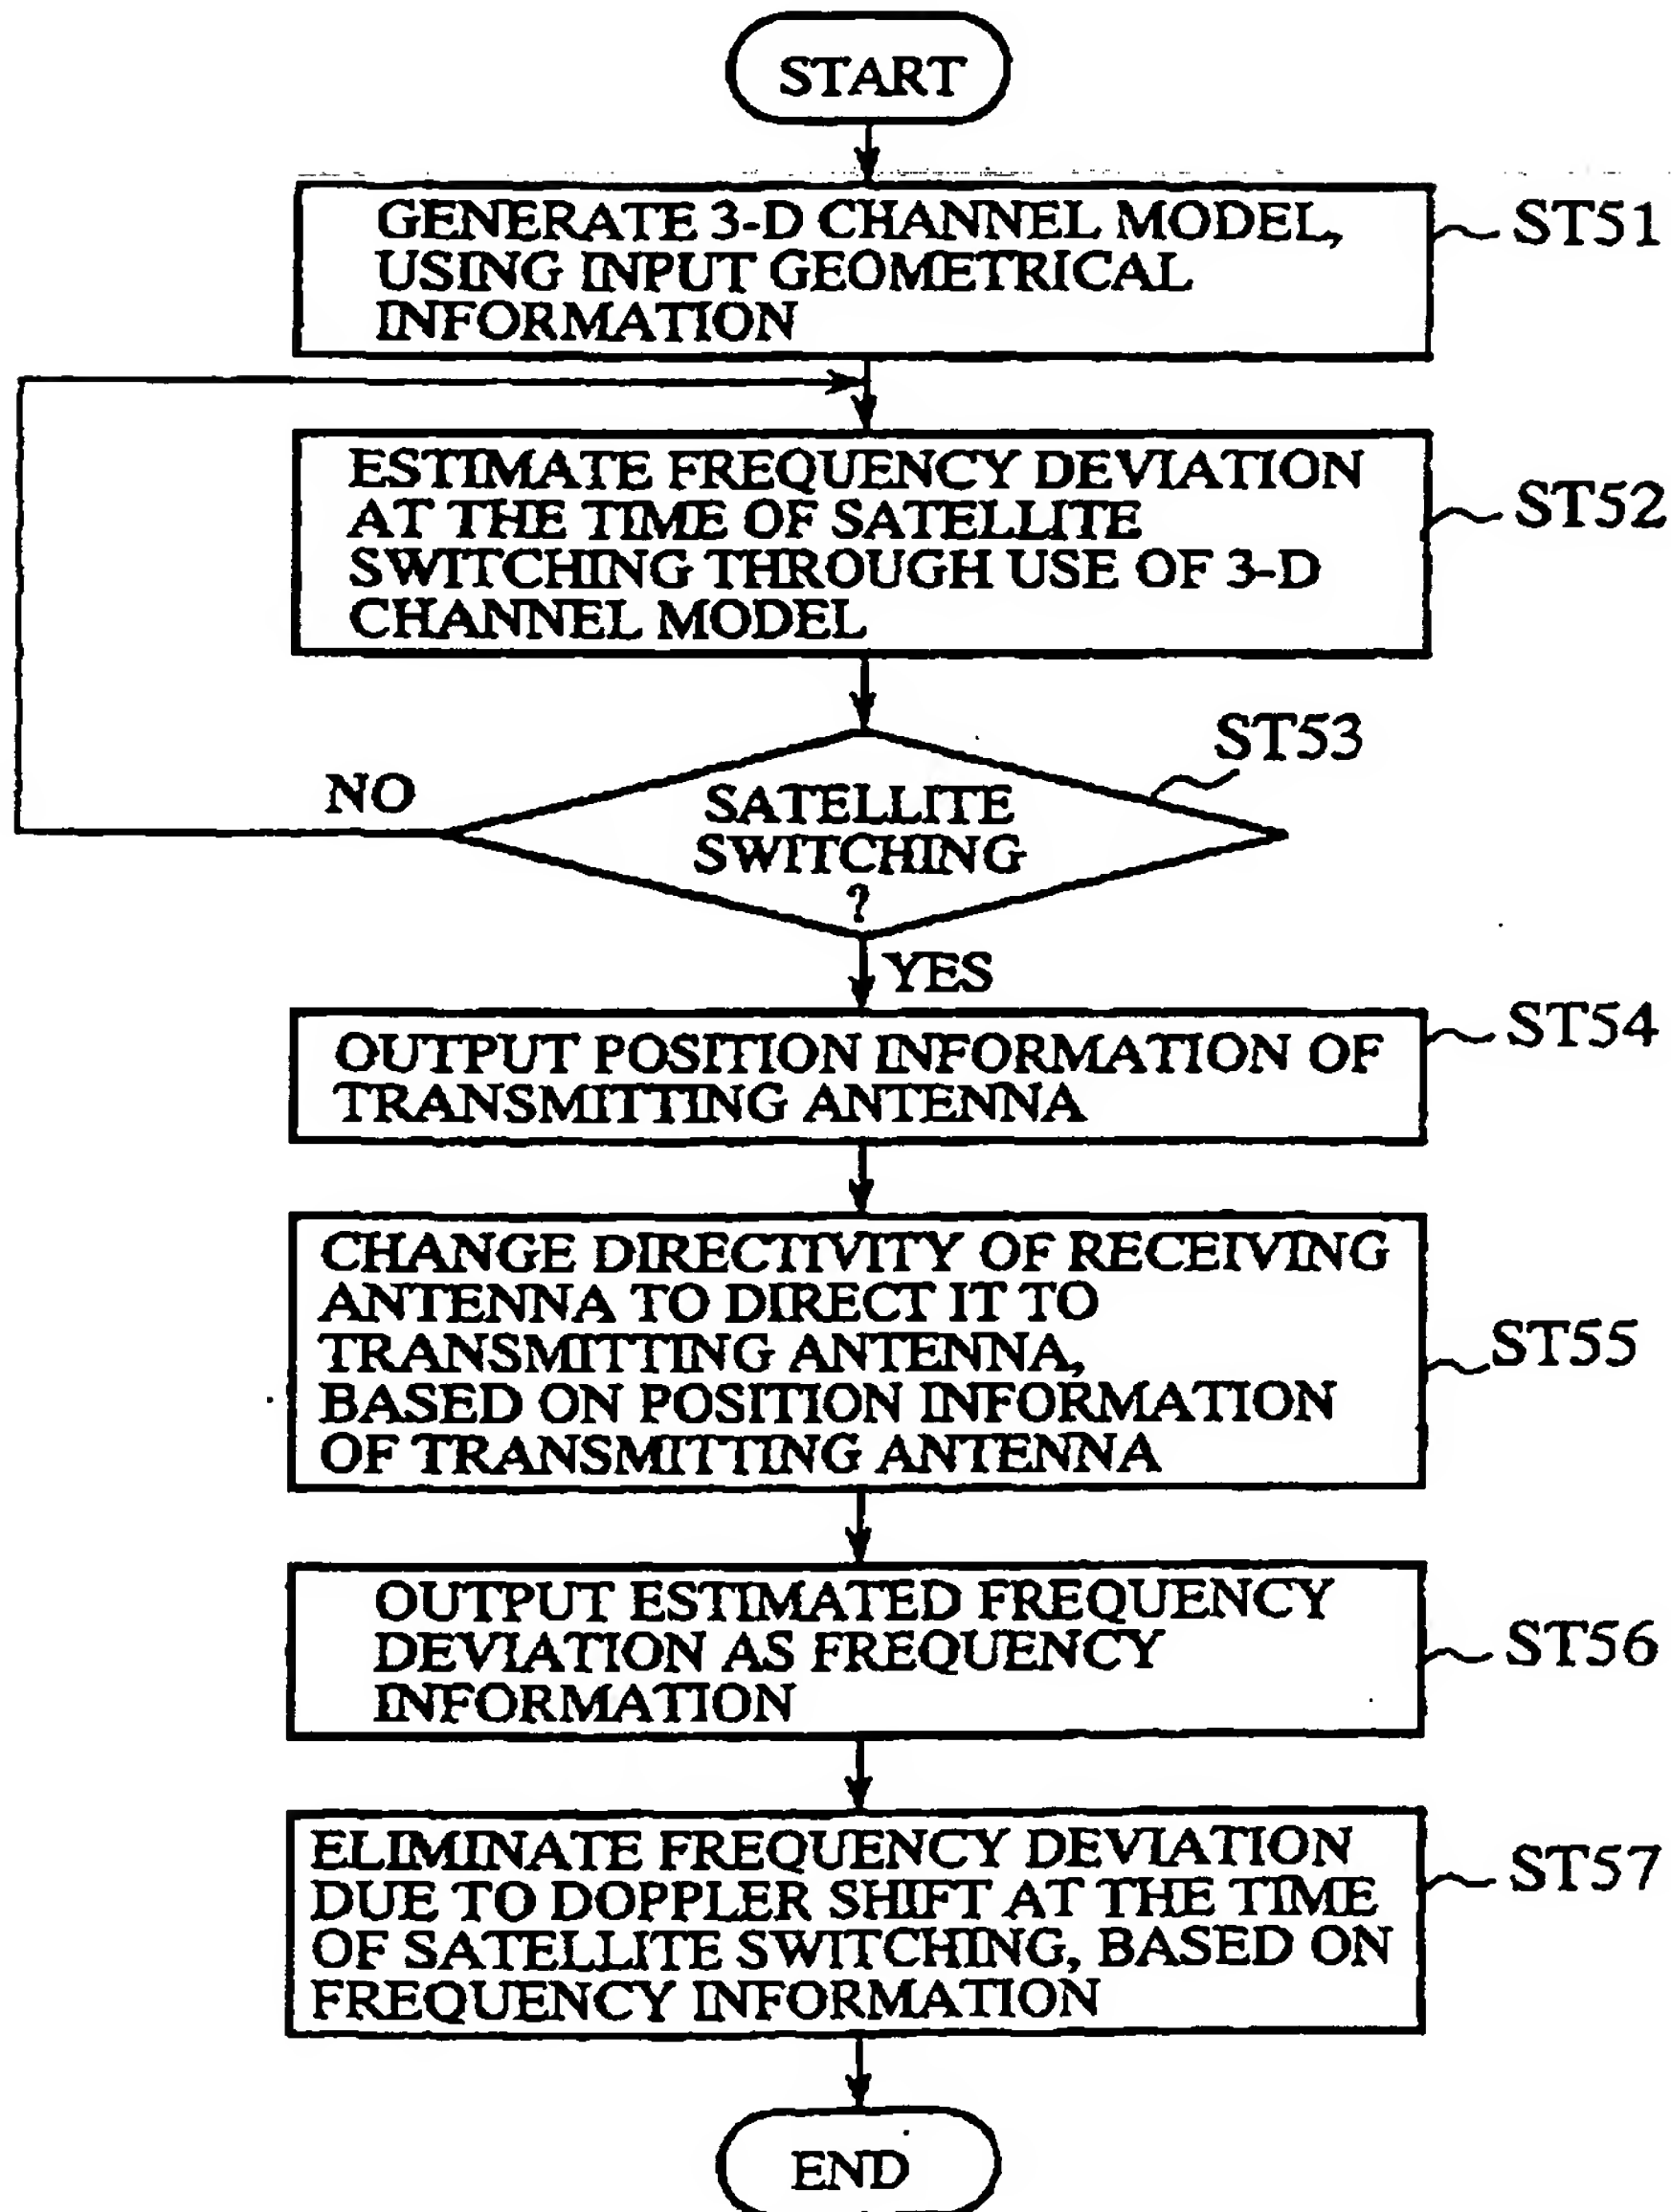 START
GENERATE 3-D CHANNEL MODEL,
USING INPUT GEOMETRICAL
INFORMATION
ST51
ESTIMATE FREQUENCY DEVIATION
AT THE TIME OF SATELLITE
SWITCHING THROUGH USE OF 3-D
CHANNEL MODEL
ST52
ST53
NO
SATELLITE
SWITCHING
?
YES
OUTPUT POSITION INFORMATION OF
TRANSMITTING ANTENNA
ST54
CHANGE DIRECTIVITY OF RECEIVING
ANTENNA TO DIRECT IT TO
TRANSMITTING ANTENNA,
BASED ON POSITION INFORMATION
OF TRANSMITTING ANTENNA
ST55
OUTPUT ESTIMATED FREQUENCY
DEVIATION AS FREQUENCY
INFORMATION
ST56
ELIMINATE FREQUENCY DEVIATION
DUE TO DOPPLER SHIFT AT THE TIME
OF SATELLITE SWITCHING, BASED ON
FREQUENCY INFORMATION
ST57
END